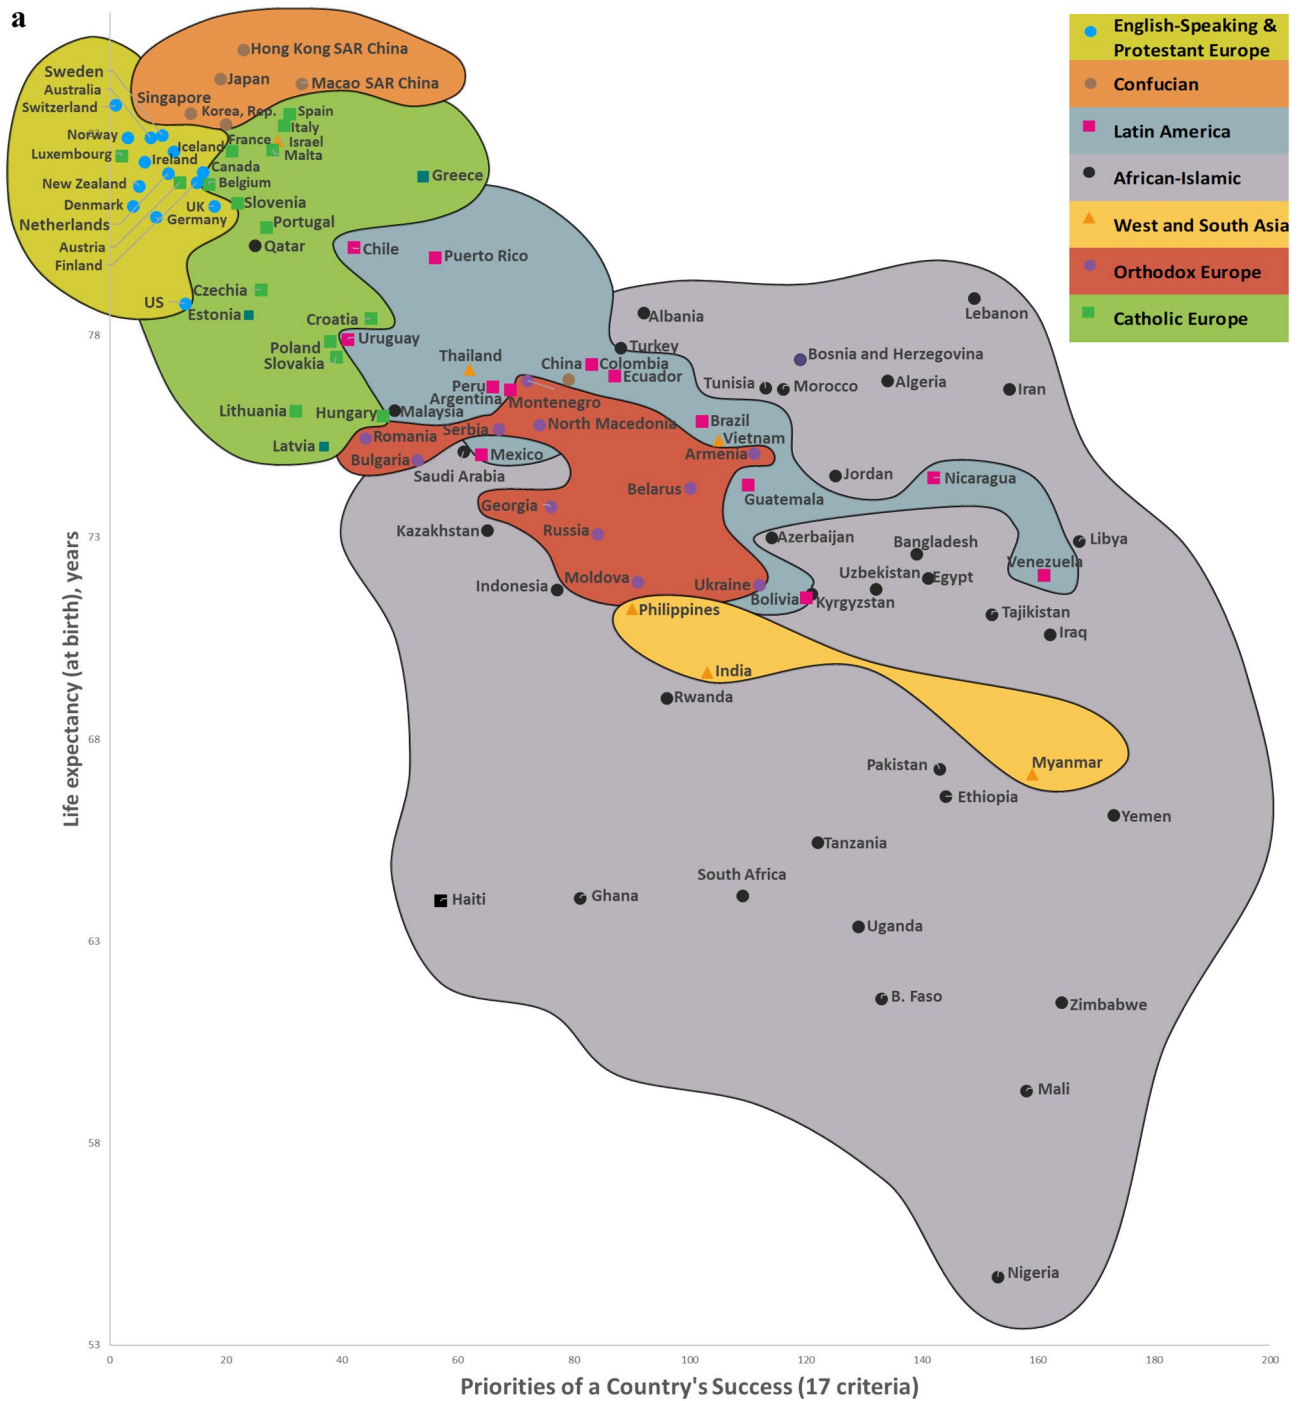 a
English-Speaking &
Protestant Europe
Confucian
Latin America
African-Islamic
West and South Asia
Orthodox Europe
Catholic Europe
Hong Kong SAR China
Japan
Macao SAR China
Singapore
Korea, Rep.
Sweden
Australia
Switzerland
Norway
Luxembourg
Iceland
Ireland
New Zealand
Denmark
Netherlands
Austria
Finland
UK
Germany
Canada
Belgium
US
France
Spain
Italy
Israel
Malta
Greece
Slovenia
Portugal
Qatar
Czechia
Estonia
Croatia
Poland
Slovakia
Lithuania
Hungary
Latvia
Chile
Puerto Rico
Uruguay
Thailand
China
Colombia
Ecuador
Peru
Argentina
Montenegro
Malaysia
Romania
Serbia
North Macedonia
Bulgaria
Mexico
Saudi Arabia
Albania
Turkey
Lebanon
Bosnia and Herzegovina
Tunisia
Morocco
Algeria
Iran
Brazil
Vietnam
Armenia
Belarus
Guatemala
Jordan
Nicaragua
Georgia
Russia
Kazakhstan
Indonesia
Moldova
Ukraine
Bolivia
Kyrgyzstan
Azerbaijan
Bangladesh
Uzbekistan
Egypt
Venezuela
Libya
Tajikistan
Iraq
Philippines
India
Rwanda
Myanmar
Pakistan
Ethiopia
Yemen
Tanzania
South Africa
Haiti
Ghana
Uganda
B. Faso
Zimbabwe
Mali
Nigeria
78
73
68
63
58
53
Life expectancy (at birth), years
0 20 40 60 80 100 120 140 160 180 200
Priorities of a Country's Success (17 criteria)